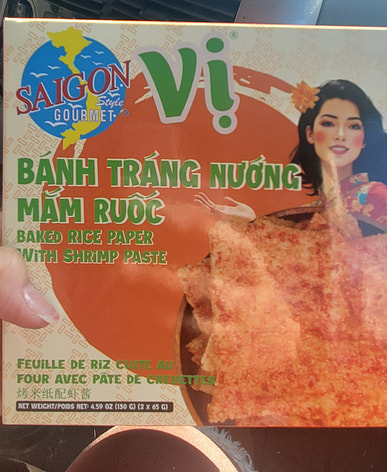 SAIGON
Style
GOURMET
Vị®
BÁNH TRÁNG NƯỚNG
MẮM RUỐC
BAKED RICE PAPER
WITH SHRIMP PASTE
FEUILLE DE RIZ CUITE AU
FOUR AVEC PÂTE DE CREVETTES
烤米纸配虾酱
NET WEIGHT/POIDS NET: 4.59 OZ (130 G) (2 X 65 G)